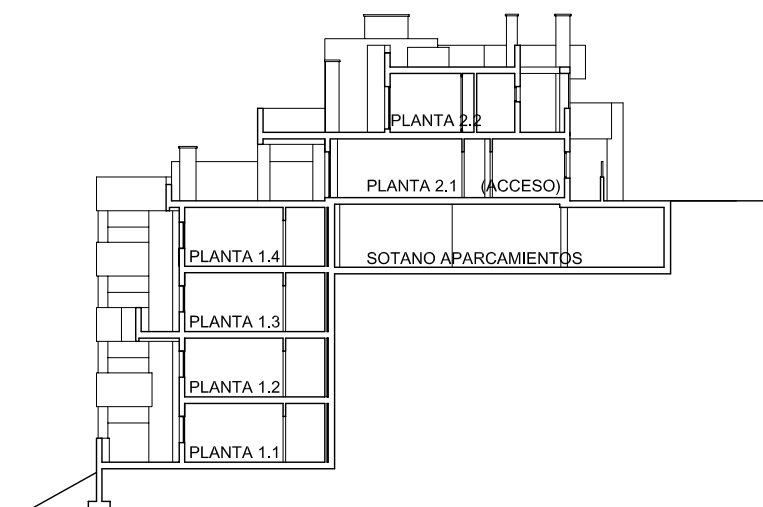 PLANTA 2.2
PLANTA 2.1 (ACCESO)
PLANTA 1.4
SOTANO APARCAMIENTOS
PLANTA 1.3
PLANTA 1.2
PLANTA 1.1